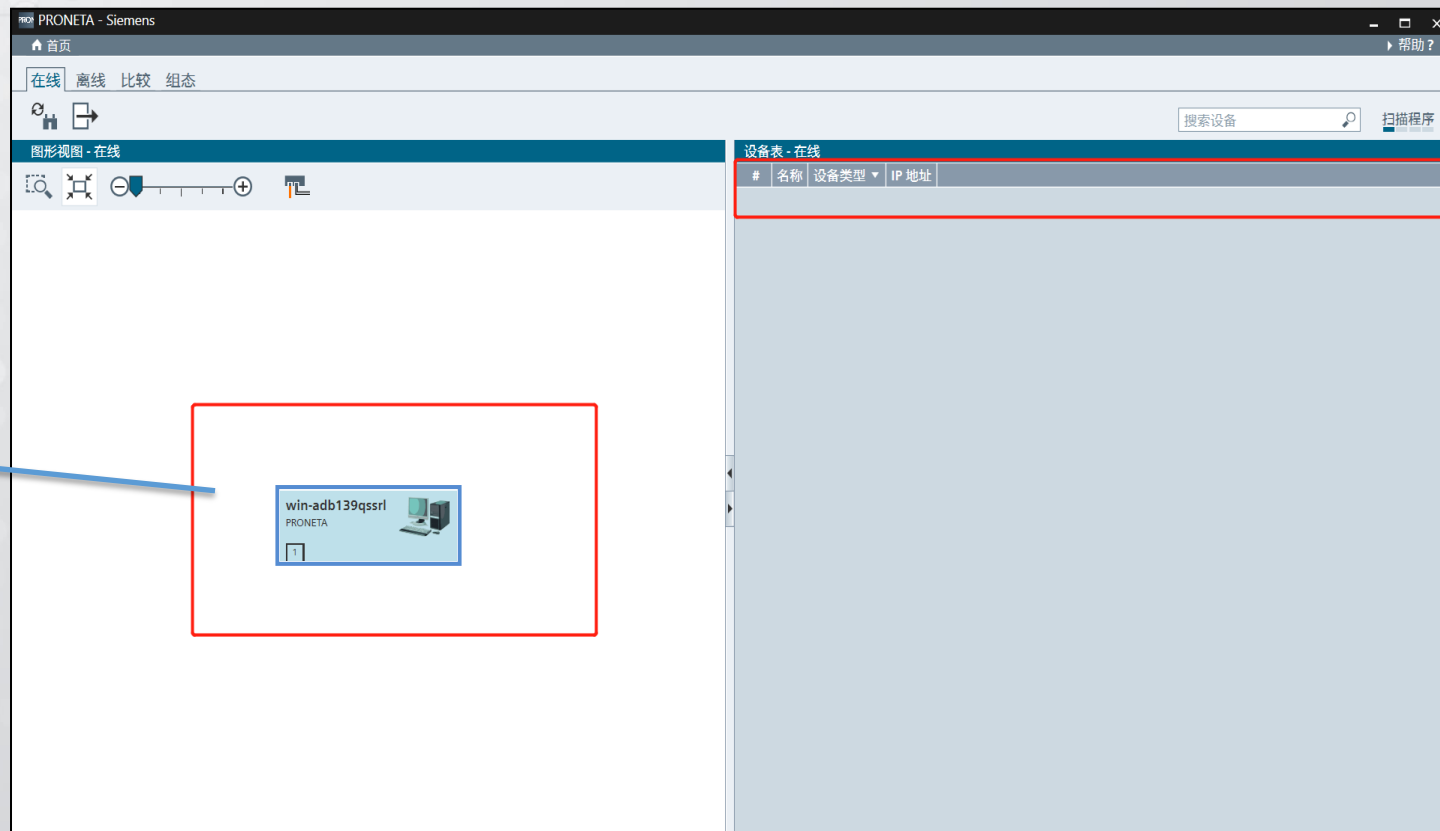 PRONETA - Siemens
首页
帮助 ?
在线 离线 比较 组态
搜索设备
扫描程序
图形视图 - 在线
设备表 - 在线
# 名称 设备类型 IP 地址
win-adb139qssrl
PRONETA
1